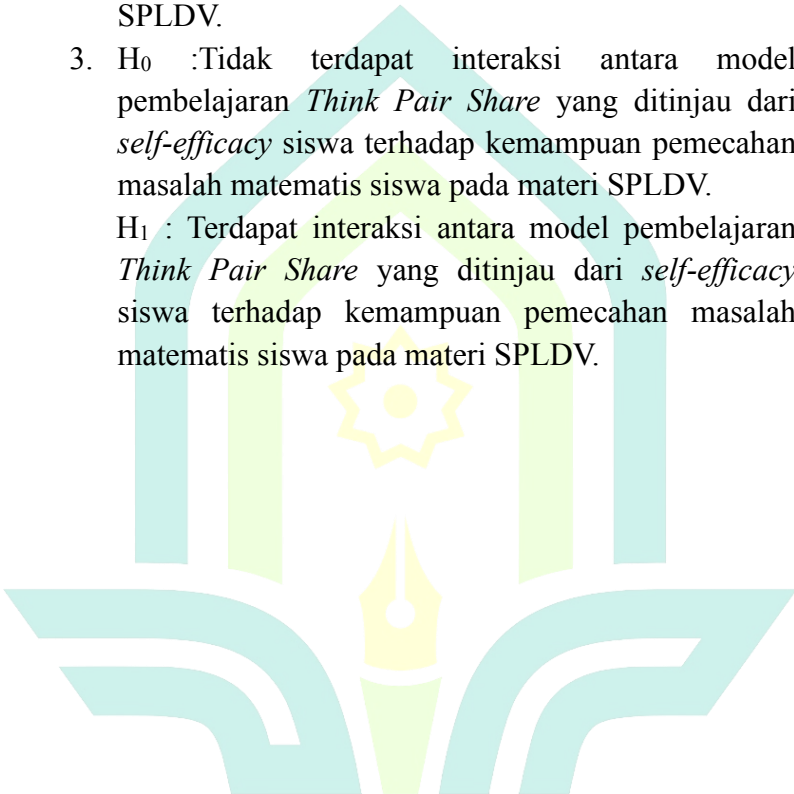 SPLDV.
3. H₀ :Tidak terdapat interaksi antara model
pembelajaran Think Pair Share yang ditinjau dari
self-efficacy siswa terhadap kemampuan pemecahan
masalah matematis siswa pada materi SPLDV.
H₁ : Terdapat interaksi antara model pembelajaran
Think Pair Share yang ditinjau dari self-efficacy
siswa terhadap kemampuan pemecahan masalah
matematis siswa pada materi SPLDV.